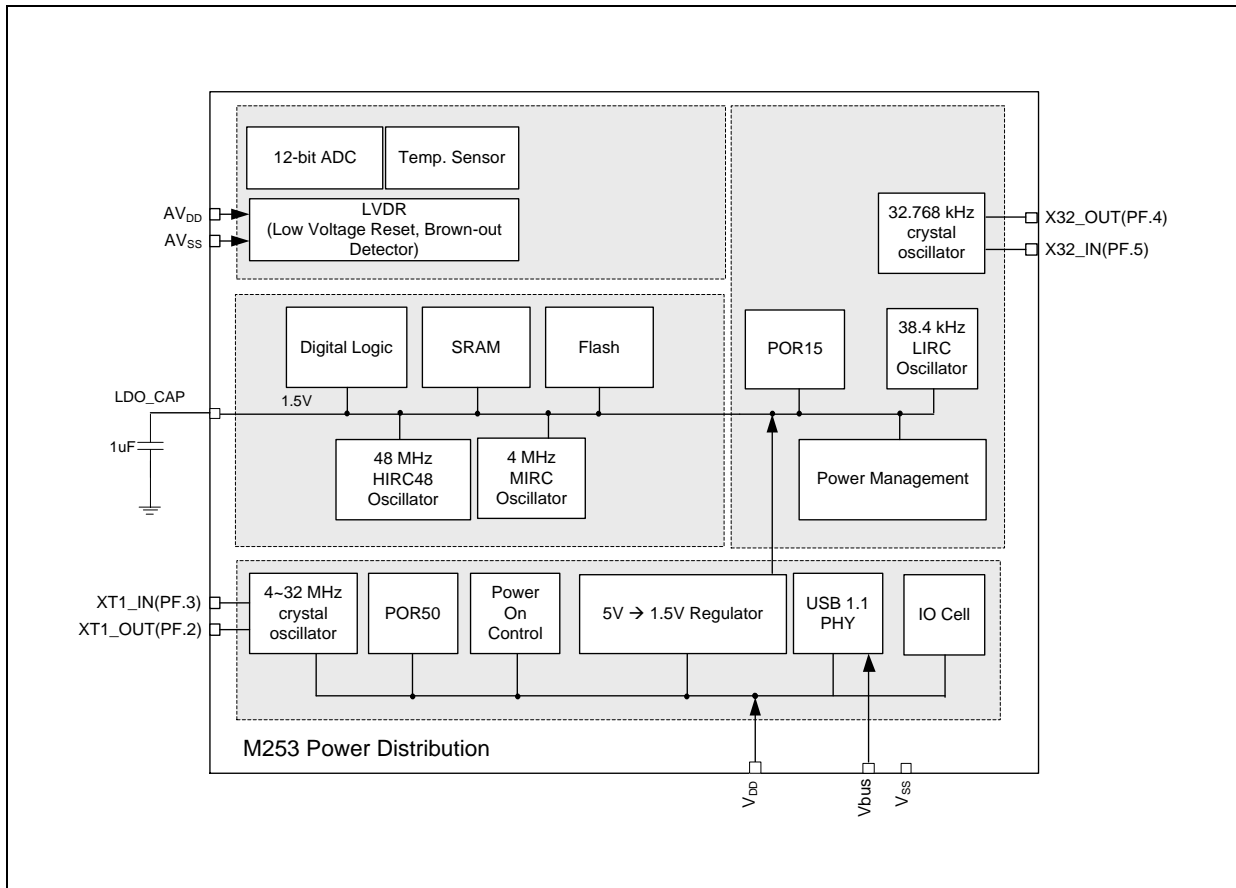 12-bit ADC
Temp. Sensor
AVDD
AVSS
LVDR
(Low Voltage Reset, Brown-out
Detector)
32.768 kHz
crystal
oscillator
X32_OUT(PF.4)
X32_IN(PF.5)
Digital Logic
SRAM
Flash
POR15
38.4 kHz
LIRC
Oscillator
LDO_CAP
1.5V
1uF
48 MHz
HIRC48
Oscillator
4 MHz
MIRC
Oscillator
Power Management
XT1_IN(PF.3)
XT1_OUT(PF.2)
4~32 MHz
crystal
oscillator
POR50
Power
On
Control
5V → 1.5V Regulator
USB 1.1
PHY
IO Cell
M253 Power Distribution
VDD
Vbus
VSS